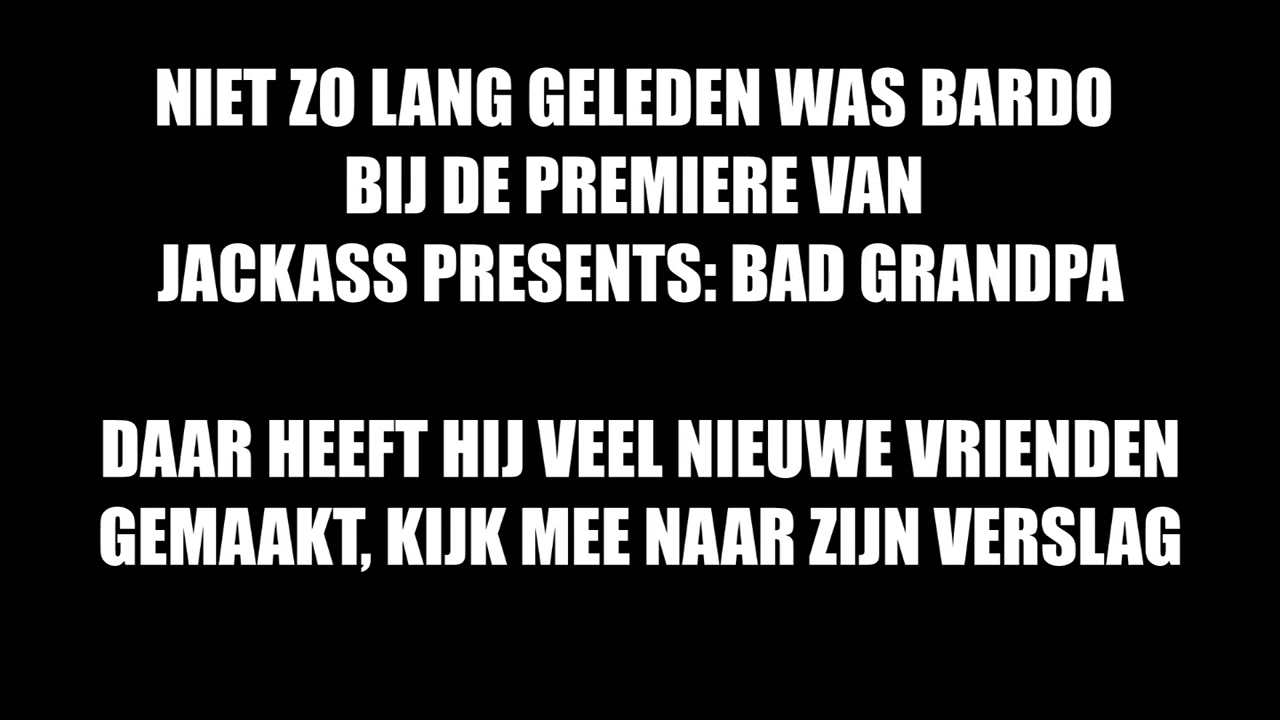 NIET ZO LANG GELEDEN WAS BARDO
BIJ DE PREMIERE VAN
JACKASS PRESENTS: BAD GRANDPA
DAAR HEEFT HIJ VEEL NIEUWE VRIENDEN
GEMAAKT, KIJK MEE NAAR ZIJN VERSLAG